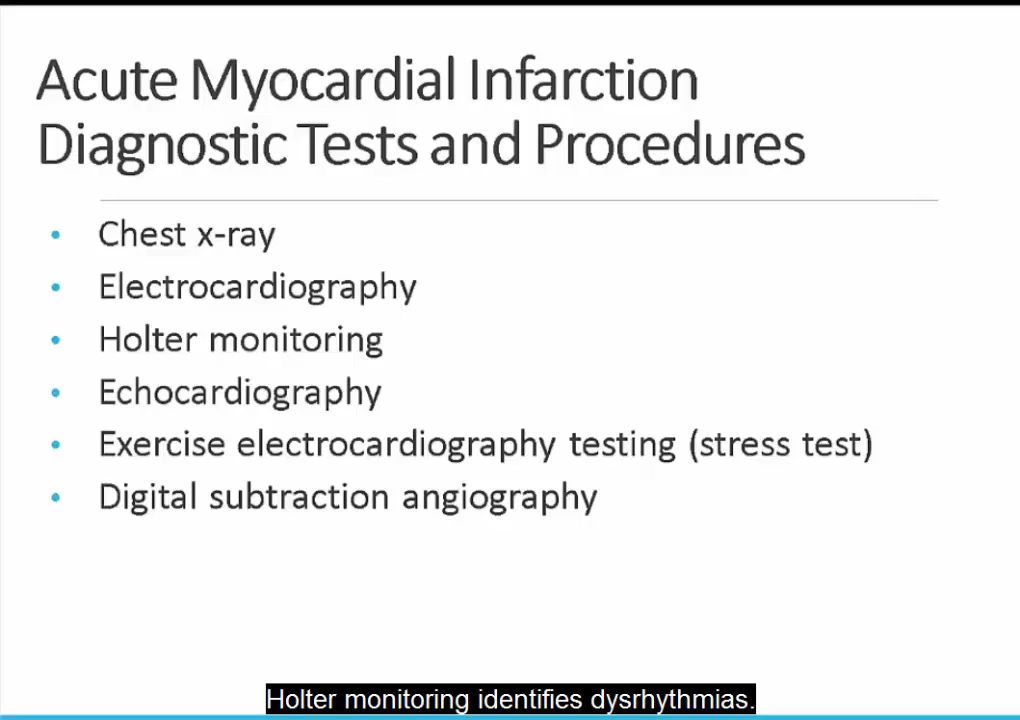 Acute Myocardial Infarction
Diagnostic Tests and Procedures
• Chest x-ray
• Electrocardiography
• Holter monitoring
• Echocardiography
• Exercise electrocardiography testing (stress test)
• Digital subtraction angiography
Holter monitoring identifies dysrhythmias.